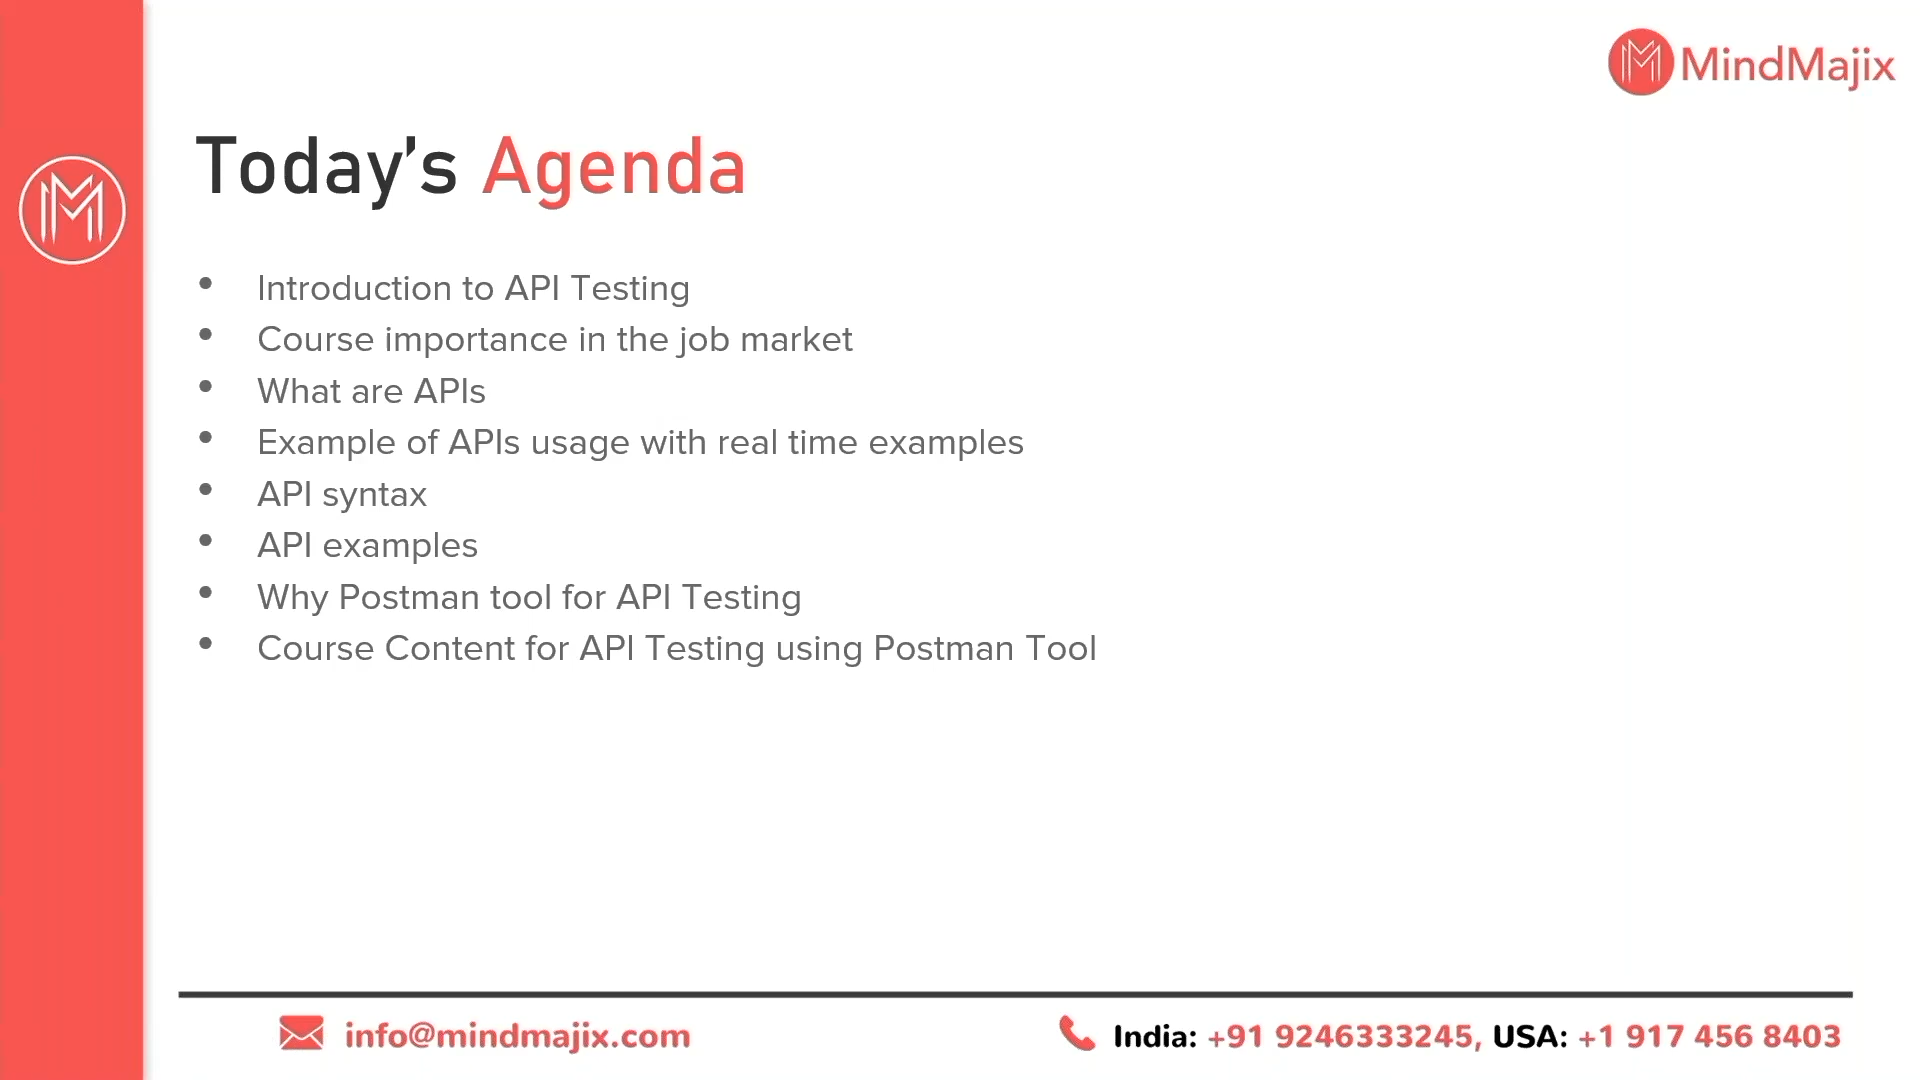 MindMajix
Today's Agenda
• Introduction to API Testing
• Course importance in the job market
• What are APIs
• Example of APIs usage with real time examples
• API syntax
• API examples
• Why Postman tool for API Testing
• Course Content for API Testing using Postman Tool
info@mindmajix.com
India: +91 9246333245, USA: +1 917 456 8403